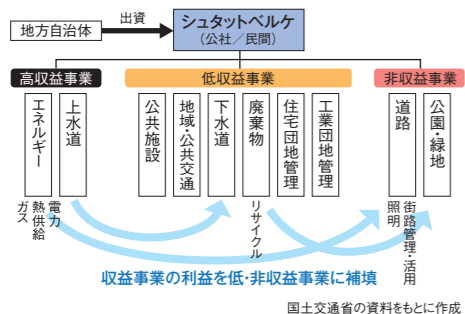 地方自治体
出資
シュタットベルケ
（公社／民間）
高収益事業
低収益事業
非収益事業
エネルギー
上水道
公共施設
地域・公共交通
下水道
廃棄物
住宅団地管理
工業団地管理
道路
公園・緑地
電力
熱供給
ガス
リサイクル
街路管理・活用
照明
収益事業の利益を低・非収益事業に補填
国土交通省の資料をもとに作成